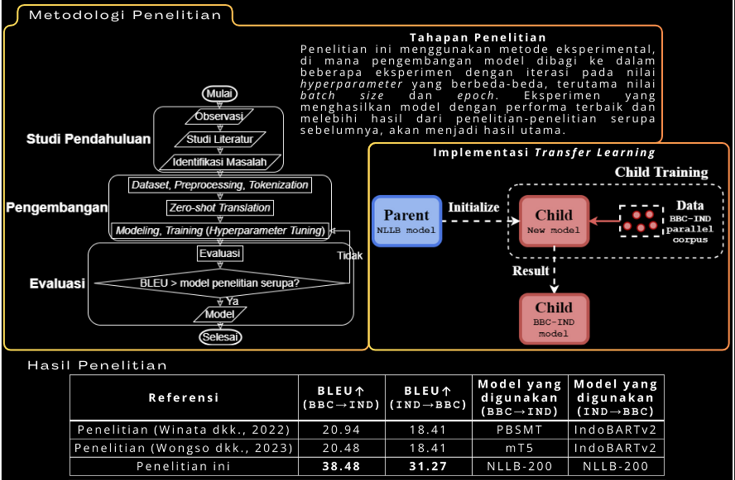 Metodologi Penelitian
Tahapan Penelitian
Penelitian ini menggunakan metode eksperimental,
di mana pengembangan model dibagi ke dalam
beberapa eksperimen dengan iterasi pada nilai
hyperparameter yang berbeda-beda, terutama nilai
batch size dan epoch. Eksperimen yang
menghasilkan model dengan performa terbaik dan
melebihi hasil dari penelitian-penelitian serupa
sebelumnya, akan menjadi hasil utama.
Mulai
Studi Pendahuluan
Observasi
Studi Literatur
Identifikasi Masalah
Pengembangan
Dataset, Preprocessing, Tokenization
Zero-shot Translation
Modeling, Training (Hyperparameter Tuning)
Evaluasi
Evaluasi
Tidak
BLEU > model penelitian serupa?
Ya
Model
Selesai
Implementasi Transfer Learning
Child Training
Parent
NLLB model
Initialize
Child
New model
Data
BBC-IND
parallel
corpus
Result
Child
BBC-IND
model
Hasil Penelitian
Referensi
BLEU↑
(BBC→IND)
BLEU↑
(IND→BBC)
Model yang
digunakan
(BBC→IND)
Model yang
digunakan
(IND→BBC)
Penelitian (Winata dkk., 2022) 20.94 18.41 PBSMT IndoBARTv2
Penelitian (Wongso dkk., 2023) 20.48 18.41 mT5 IndoBARTv2
Penelitian ini 38.48 31.27 NLLB-200 NLLB-200